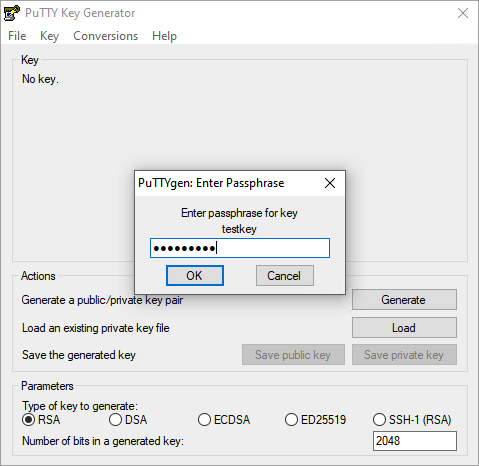 PuTTY Key Generator
File Key Conversions Help
Key
No key.
PuTTYgen: Enter Passphrase
Enter passphrase for key
testkey
●●●●●●●●●
OK Cancel
Actions
Generate a public/private key pair Generate
Load an existing private key file Load
Save the generated key Save public key Save private key
Parameters
Type of key to generate:
RSA DSA ECDSA ED25519 SSH-1 (RSA)
Number of bits in a generated key: 2048